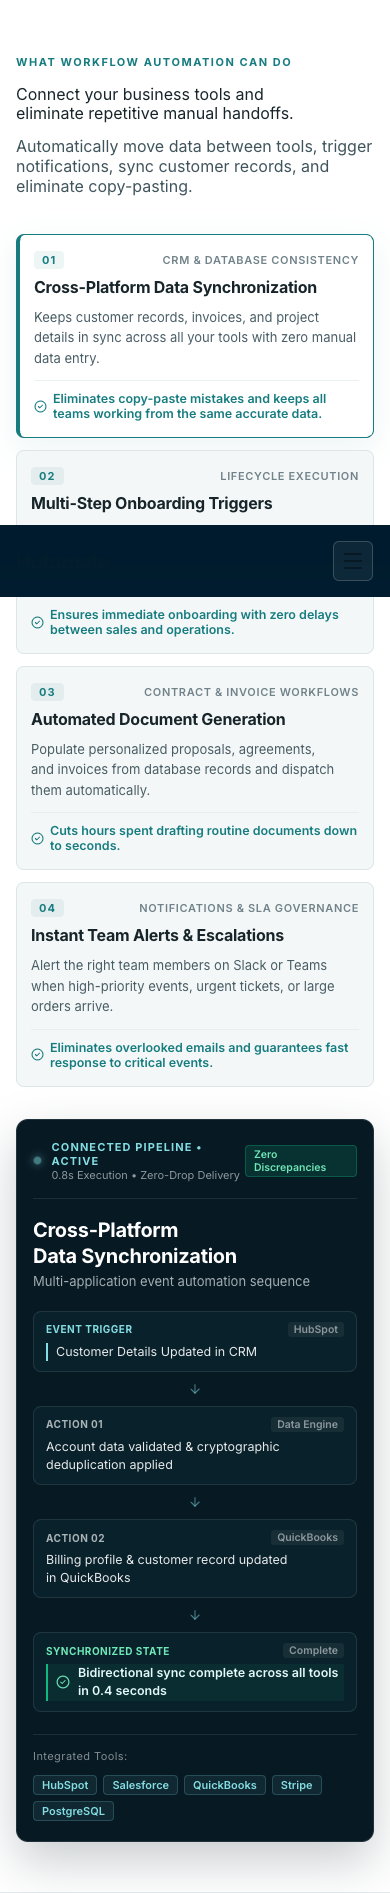 WHAT WORKFLOW AUTOMATION CAN DO
Connect your business tools and
eliminate repetitive manual handoffs.
Automatically move data between tools, trigger
notifications, sync customer records, and
eliminate copy-pasting.
01
CRM & DATABASE CONSISTENCY
Cross-Platform Data Synchronization
Keeps customer records, invoices, and project
details in sync across all your tools with zero manual
data entry.
Eliminates copy-paste mistakes and keeps all
teams working from the same accurate data.
02
LIFECYCLE EXECUTION
Multi-Step Onboarding Triggers
Ensures immediate onboarding with zero delays
between sales and operations.
03
CONTRACT & INVOICE WORKFLOWS
Automated Document Generation
Populate personalized proposals, agreements,
and invoices from database records and dispatch
them automatically.
Cuts hours spent drafting routine documents down
to seconds.
04
NOTIFICATIONS & SLA GOVERNANCE
Instant Team Alerts & Escalations
Alert the right team members on Slack or Teams
when high-priority events, urgent tickets, or large
orders arrive.
Eliminates overlooked emails and guarantees fast
response to critical events.
CONNECTED PIPELINE •
ACTIVE
0.8s Execution • Zero-Drop Delivery
Zero
Discrepancies
Cross-Platform
Data Synchronization
Multi-application event automation sequence
EVENT TRIGGER
HubSpot
Customer Details Updated in CRM
ACTION 01
Data Engine
Account data validated & cryptographic
deduplication applied
ACTION 02
QuickBooks
Billing profile & customer record updated
in QuickBooks
SYNCHRONIZED STATE
Complete
Bidirectional sync complete across all tools
in 0.4 seconds
Integrated Tools:
HubSpot
Salesforce
QuickBooks
Stripe
PostgreSQL